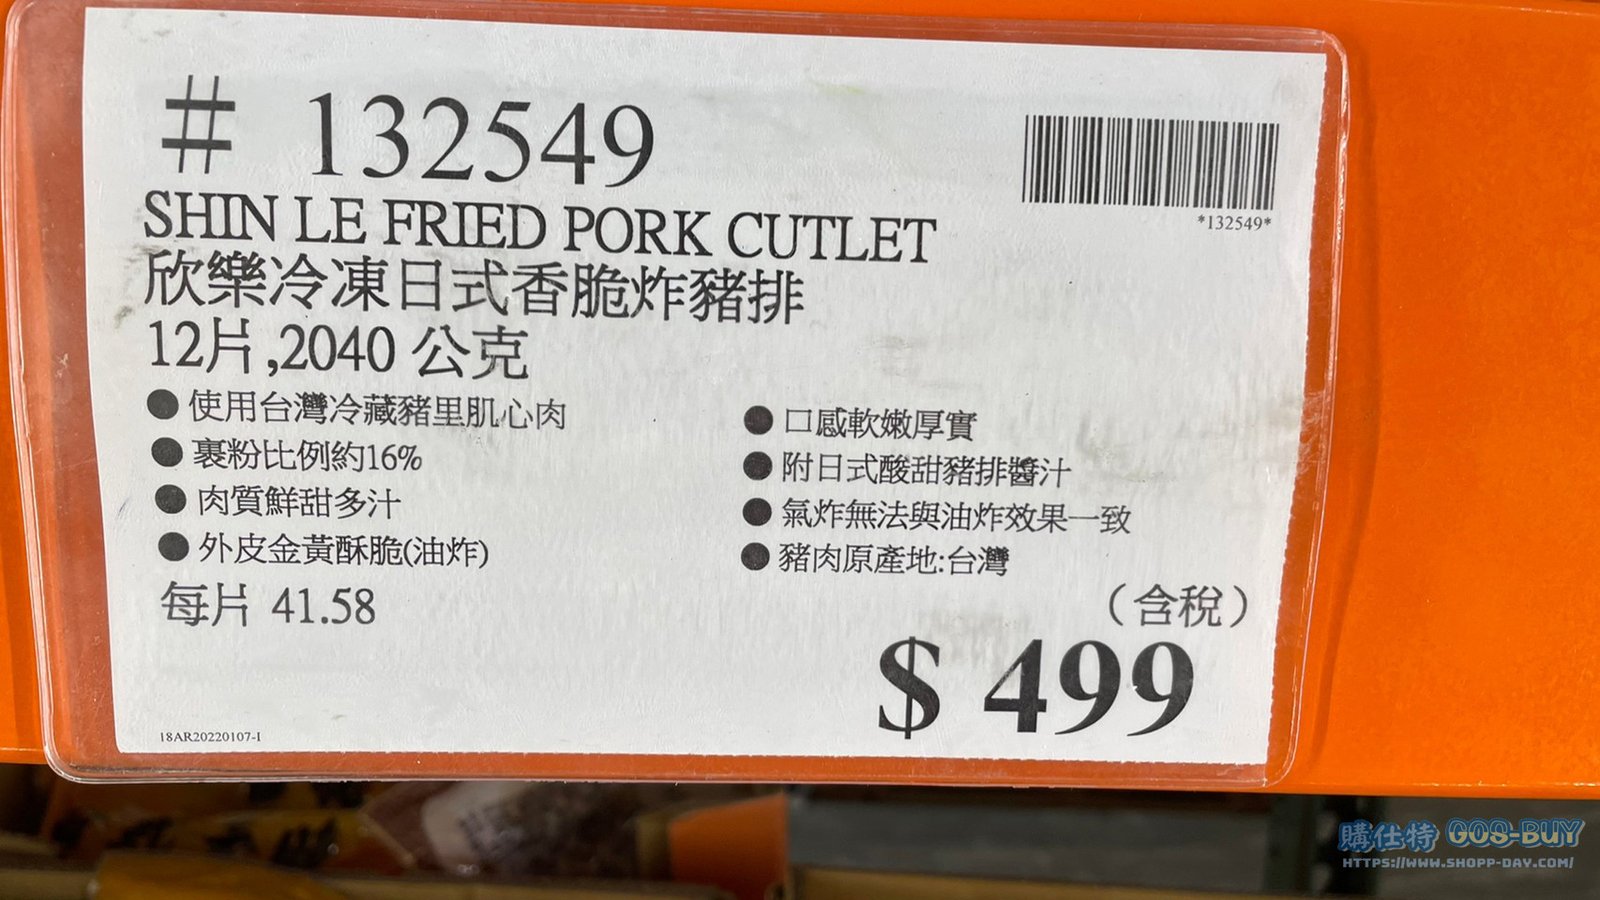 # 132549
*132549*
SHIN LE FRIED PORK CUTLET
欣樂冷凍日式香脆炸豬排
12片,2040 公克
●使用台灣冷藏豬里肌心肉
●裹粉比例約16%
●肉質鮮甜多汁
●外皮金黃酥脆(油炸)
●口感軟嫩厚實
●附日式酸甜豬排醬汁
●氣炸無法與油炸效果一致
●豬肉原產地:台灣
每片 41.58
（含稅）
$ 499
18AR20220107-I
購仕特 GOS-BUY
HTTPS://WWW.SHOPP-DAY.COM/